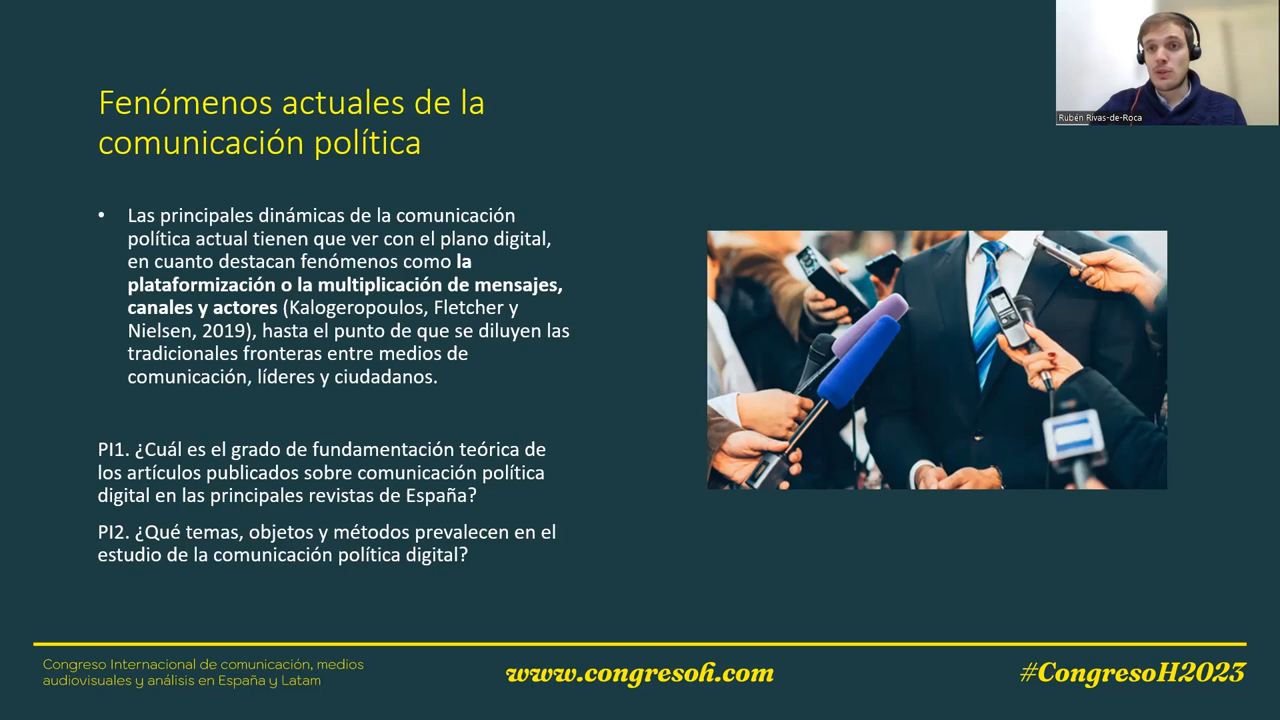 Rubén Rivas-de-Roca
Fenómenos actuales de la
comunicación política
• Las principales dinámicas de la comunicación
política actual tienen que ver con el plano digital,
en cuanto destacan fenómenos como la
plataformización o la multiplicación de mensajes,
canales y actores (Kalogeropoulos, Fletcher y
Nielsen, 2019), hasta el punto de que se diluyen las
tradicionales fronteras entre medios de
comunicación, líderes y ciudadanos.
PI1. ¿Cuál es el grado de fundamentación teórica de
los artículos publicados sobre comunicación política
digital en las principales revistas de España?
PI2. ¿Qué temas, objetos y métodos prevalecen en el
estudio de la comunicación política digital?
Congreso Internacional de comunicación, medios
audiovisuales y análisis en España y Latam
www.congresoh.com
#CongresoH2023